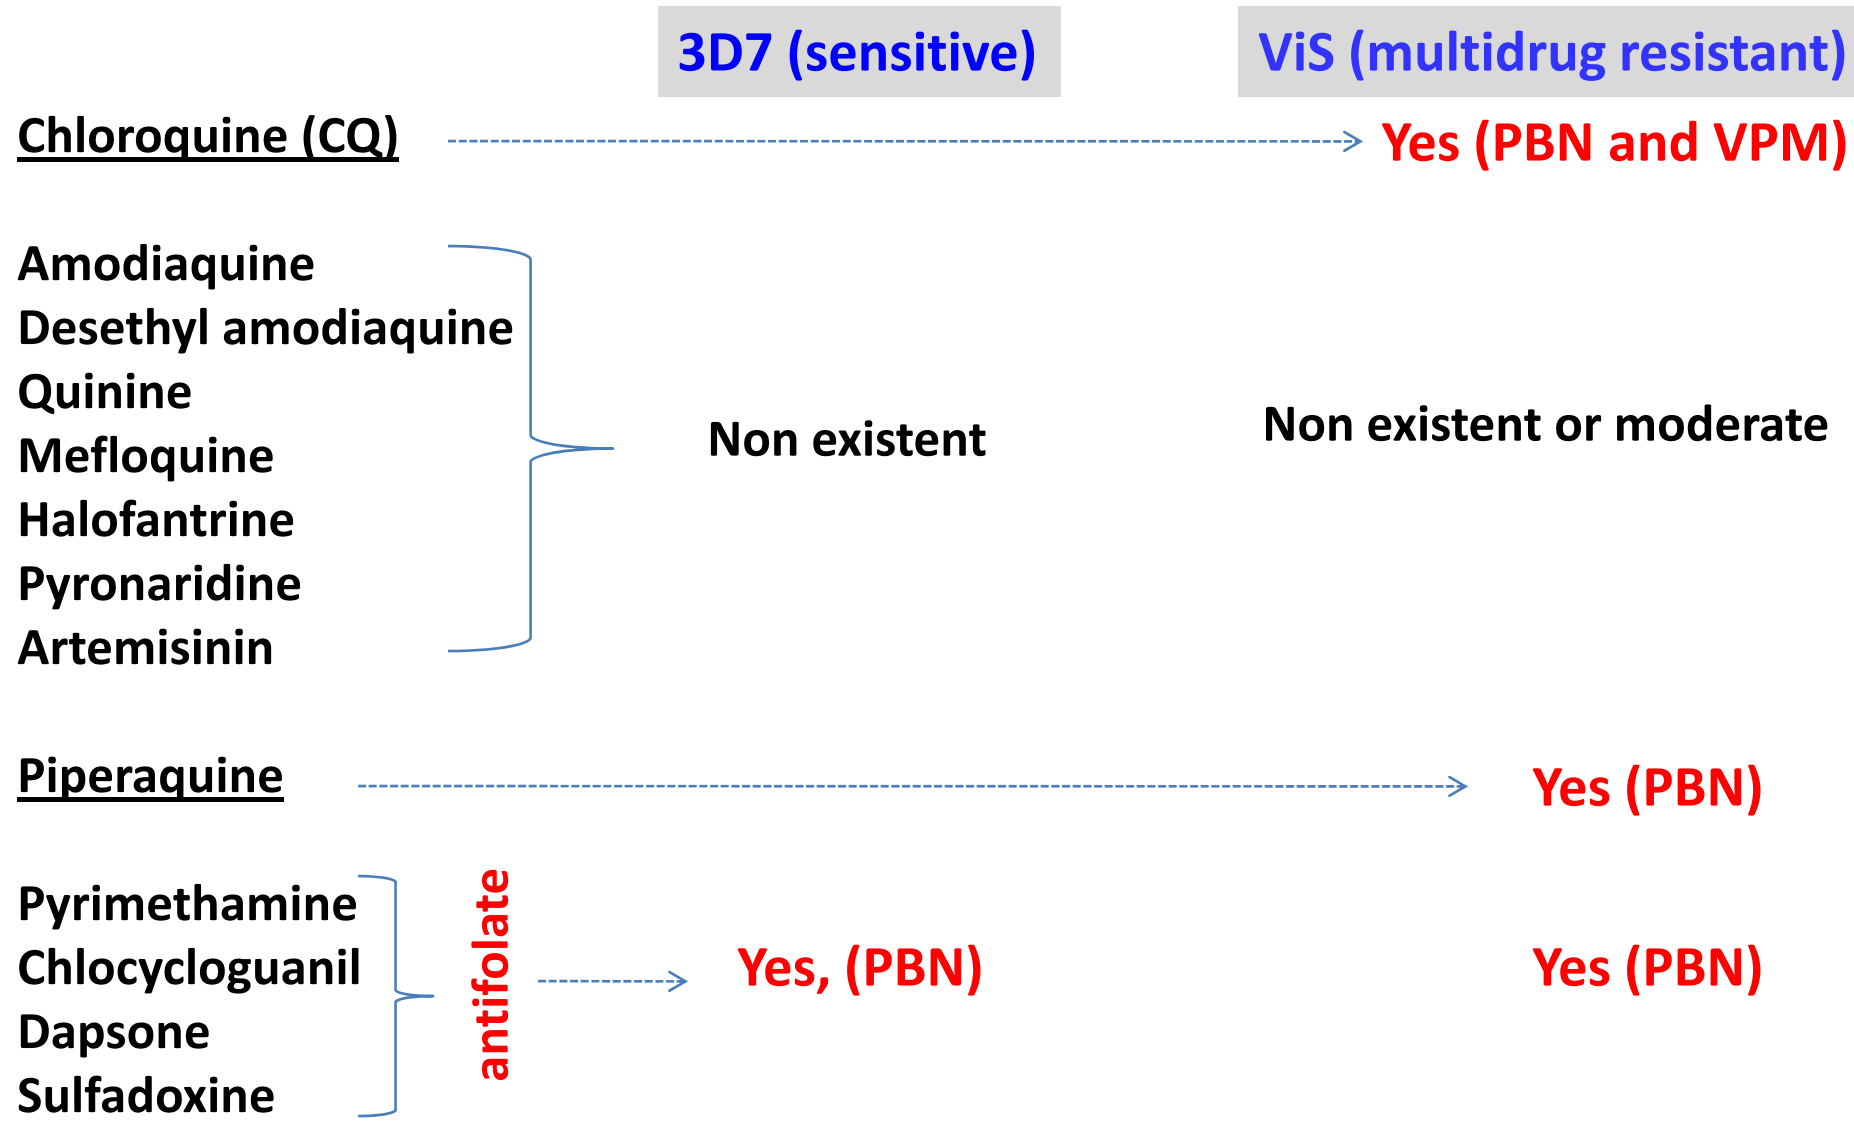 3D7 (sensitive)
ViS (multidrug resistant)
Chloroquine (CQ)
Yes (PBN and VPM)
Amodiaquine
Desethyl amodiaquine
Quinine
Mefloquine
Halofantrine
Pyronaridine
Artemisinin
Non existent
Non existent or moderate
Piperaquine
Yes (PBN)
Pyrimethamine
Chlocycloguanil
Dapsone
Sulfadoxine
antifolate
Yes, (PBN)
Yes (PBN)